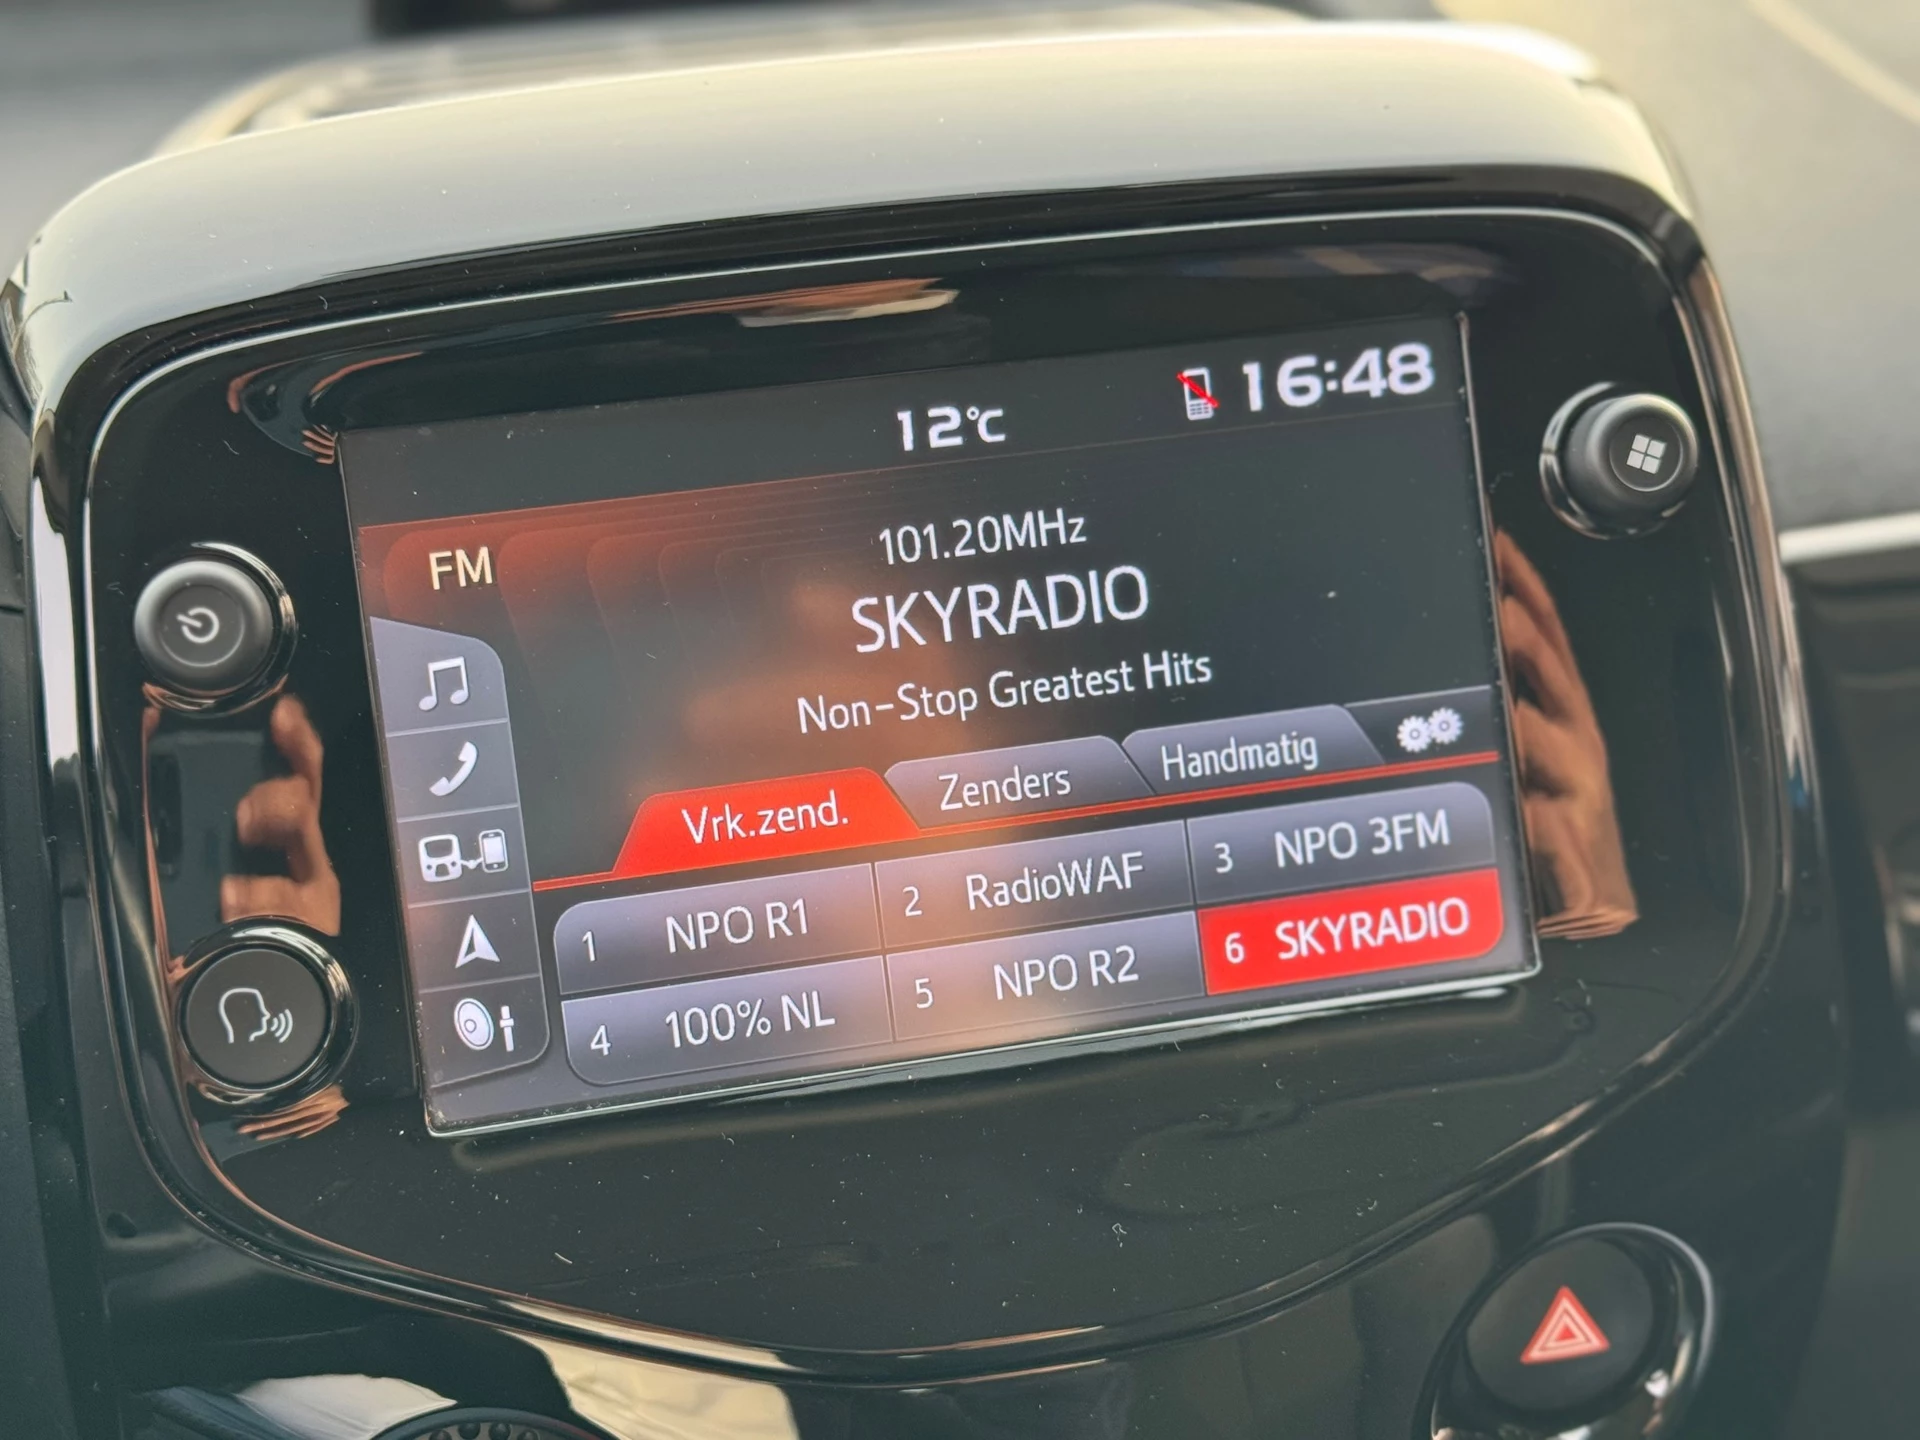 12°C
16:48
FM
101.20MHz
SKYRADIO
Non-Stop Greatest Hits
Vrk.zend. Zenders Handmatig
1 NPO R1 2 RadioWAF 3 NPO 3FM
4 100% NL 5 NPO R2 6 SKYRADIO